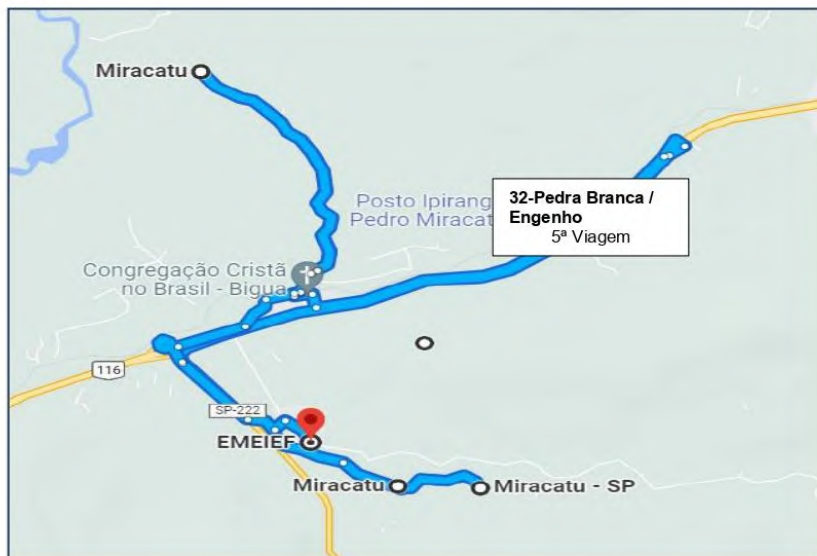 Miracatu
Posto Ipirang
Pedro Miracat
32-Pedra Branca /
Engenho
5ª Viagem
Congregação Cristã
no Brasil - Bigua
116
SP-222
EMEIEF
Miracatu
Miracatu - SP